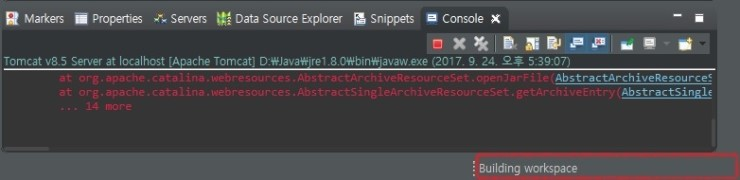 Markers Properties Servers Data Source Explorer Snippets Console
Tomcat v8.5 Server at localhost [Apache Tomcat] D:₩Java₩jre1.8.0₩bin₩javaw.exe (2017. 9. 24. 오후 5:39:07)
at org.apache.catalina.webresources.AbstractArchiveResourceSet.openJarFile(AbstractArchiveResourceS
at org.apache.catalina.webresources.AbstractSingleArchiveResourceSet.getArchiveEntry(AbstractSingle
... 14 more
Building workspace